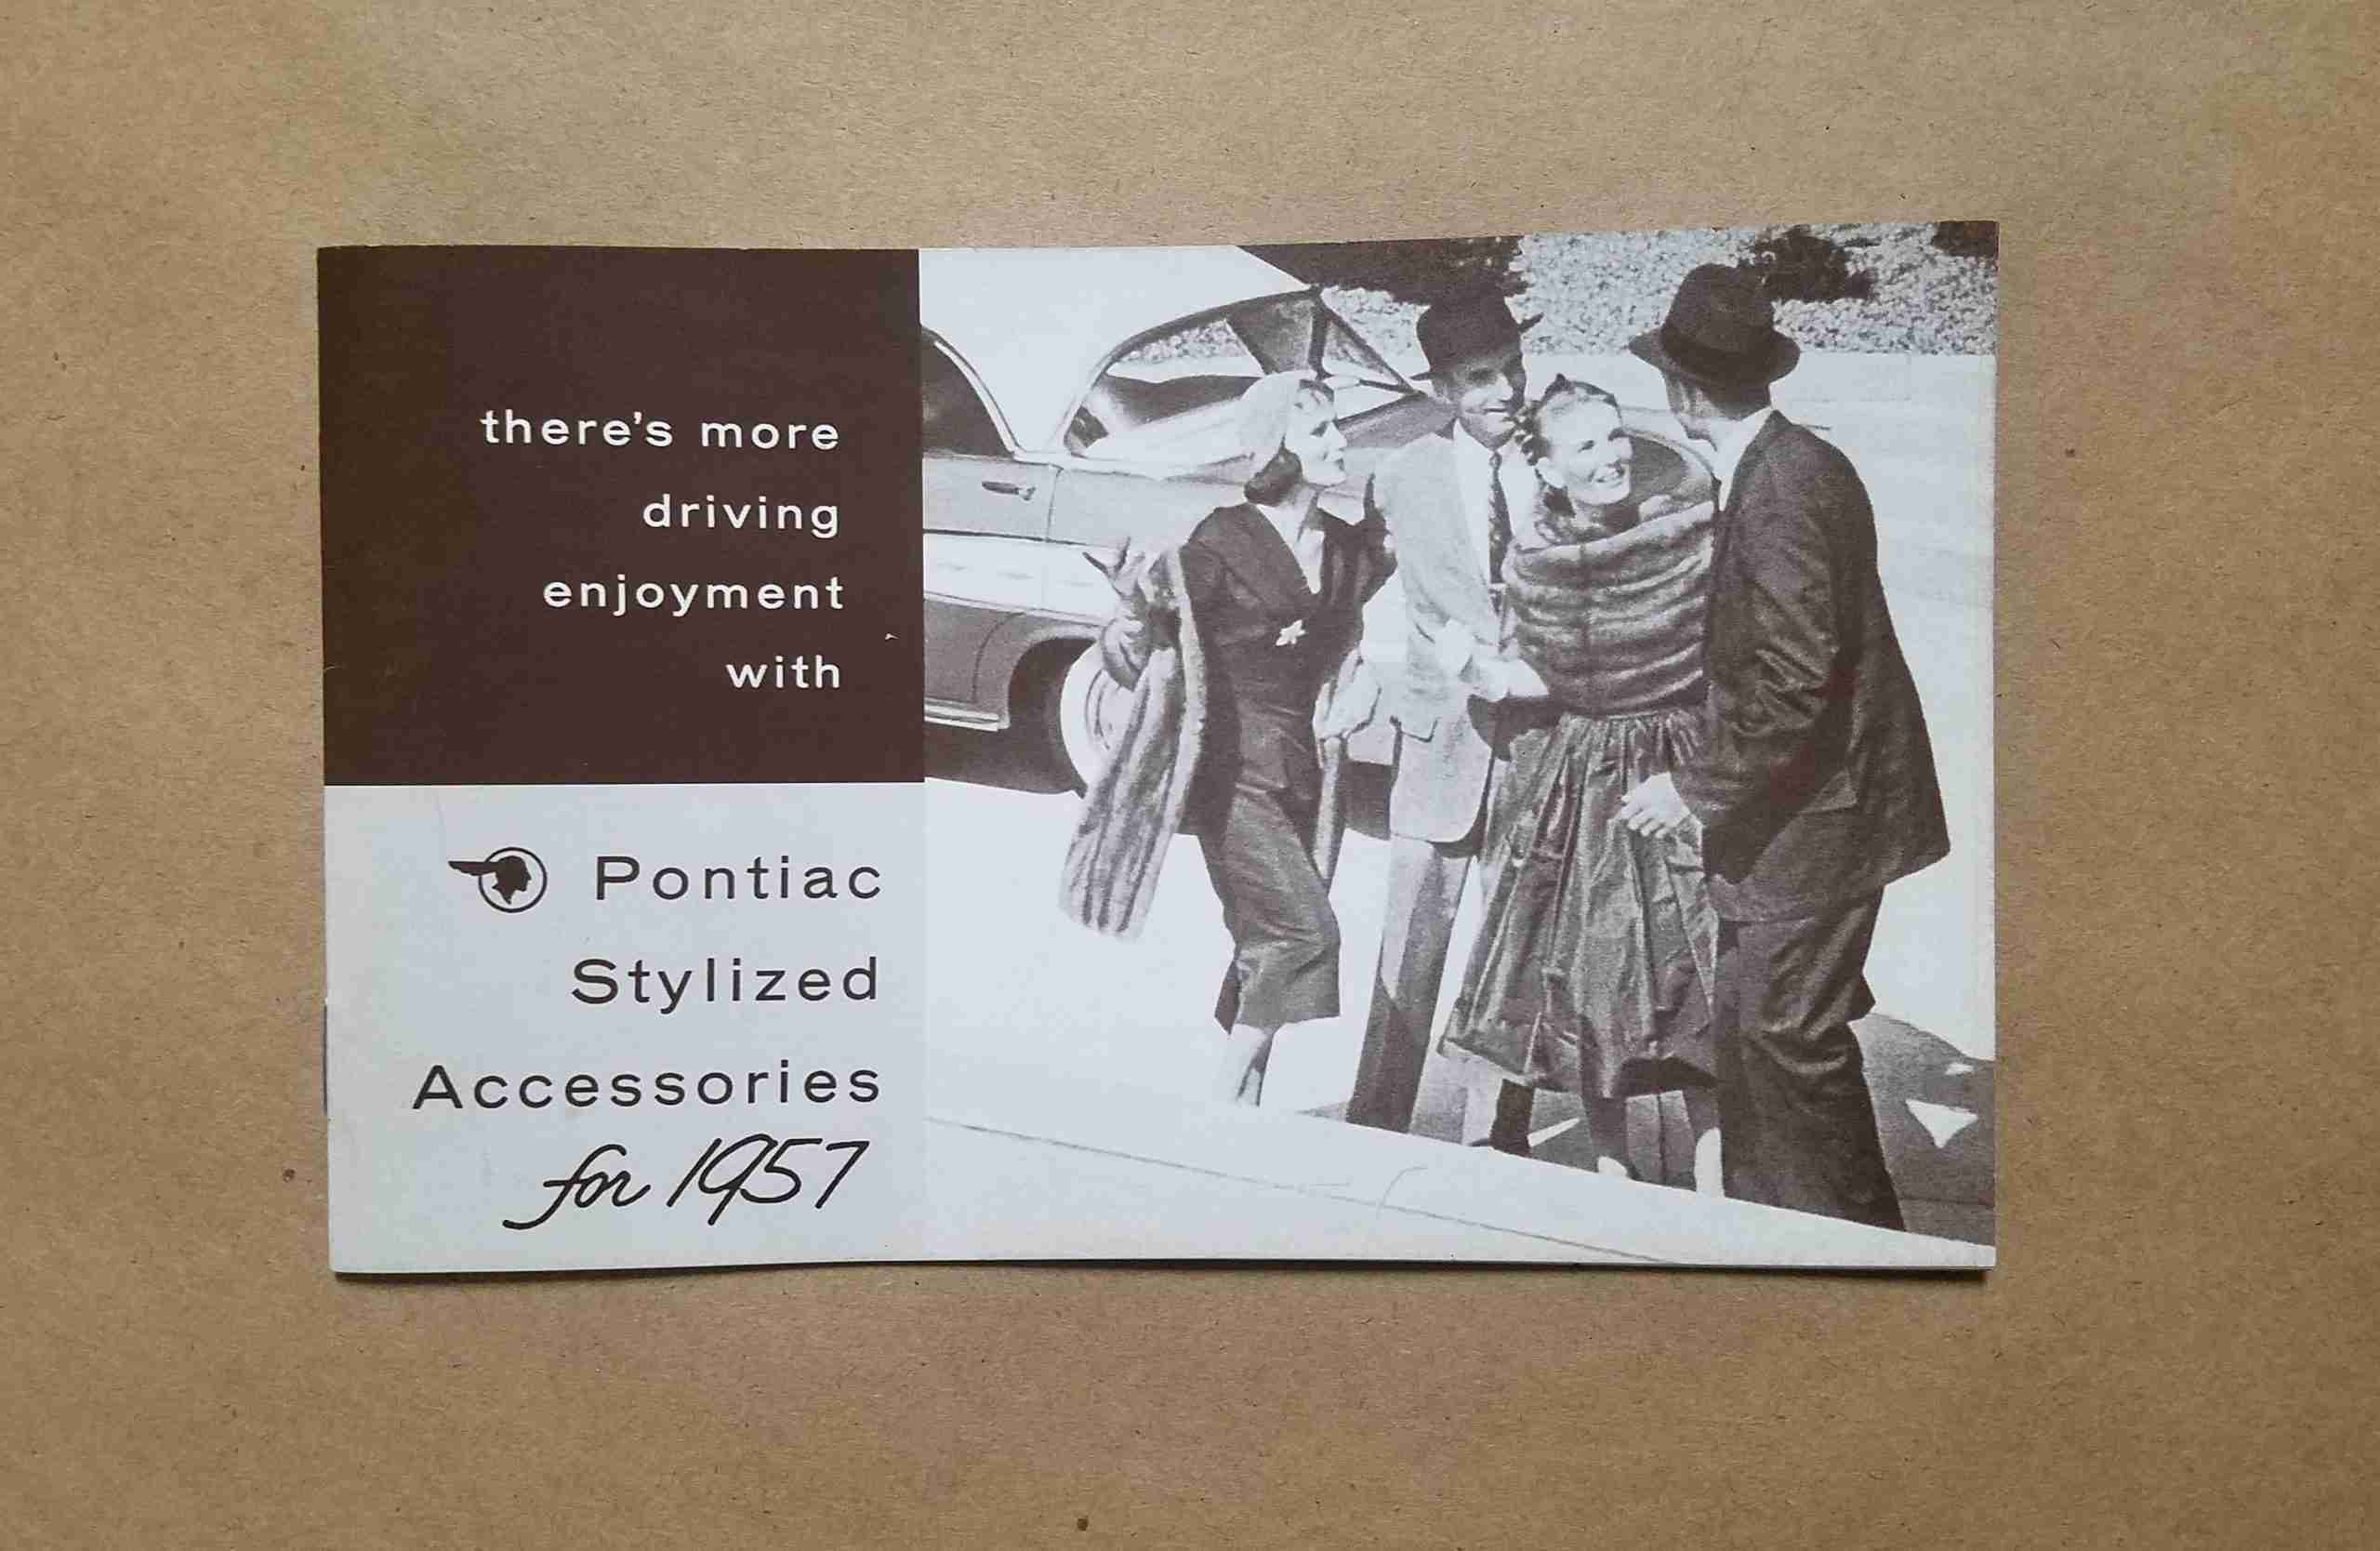 there's more
driving
enjoyment
with
Pontiac
Stylized
Accessories
for 1957